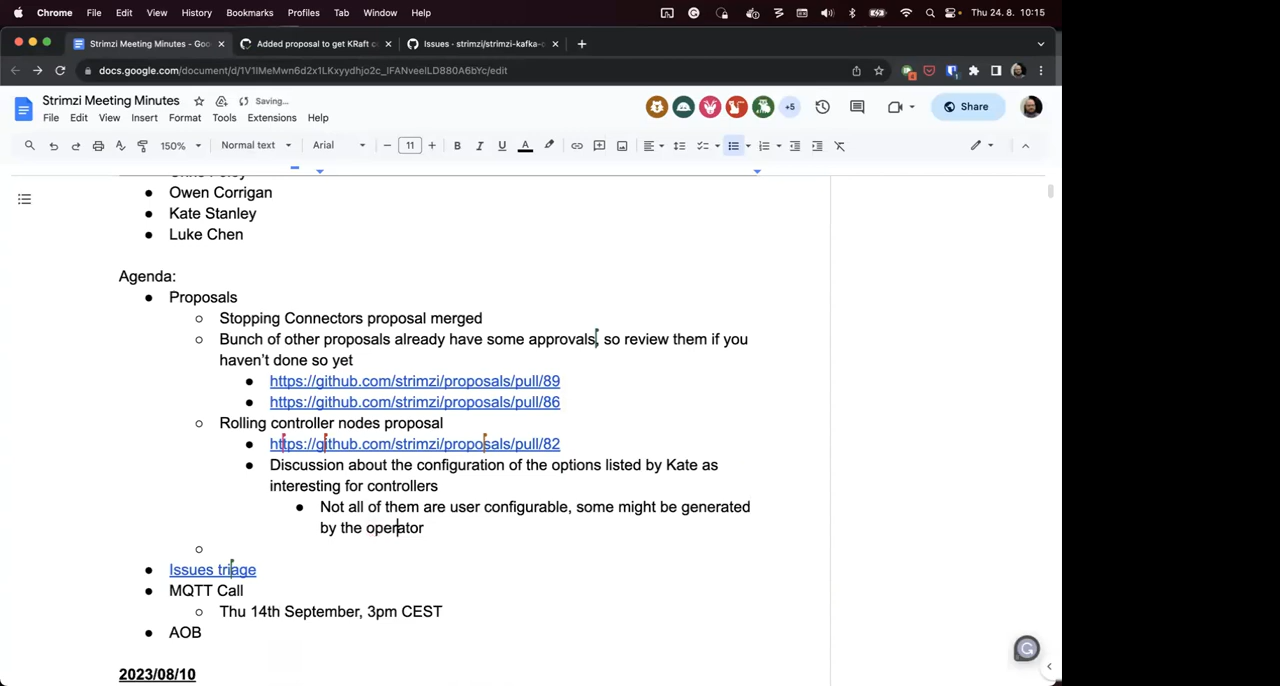 Chrome File Edit View History Bookmarks Profiles Tab Window Help Thu 24. 8. 10:15
Strimzi Meeting Minutes - Goo Added proposal to get KRaft c Issues · strimzi/strimzi-kafka-
docs.google.com/document/d/1V1lMeMwn6d2x1LKxyydhjo2c_lFANveelLD880A6bYc/edit
Strimzi Meeting Minutes Saving...
+5 Share
File Edit View Insert Format Tools Extensions Help
150% Normal text Arial 11
Owen Corrigan
Kate Stanley
Luke Chen
Agenda:
Proposals
Stopping Connectors proposal merged
Bunch of other proposals already have some approvals, so review them if you
haven't done so yet
https://github.com/strimzi/proposals/pull/89
https://github.com/strimzi/proposals/pull/86
Rolling controller nodes proposal
https://github.com/strimzi/proposals/pull/82
Discussion about the configuration of the options listed by Kate as
interesting for controllers
Not all of them are user configurable, some might be generated
by the operator
Issues triage
MQTT Call
Thu 14th September, 3pm CEST
AOB
2023/08/10